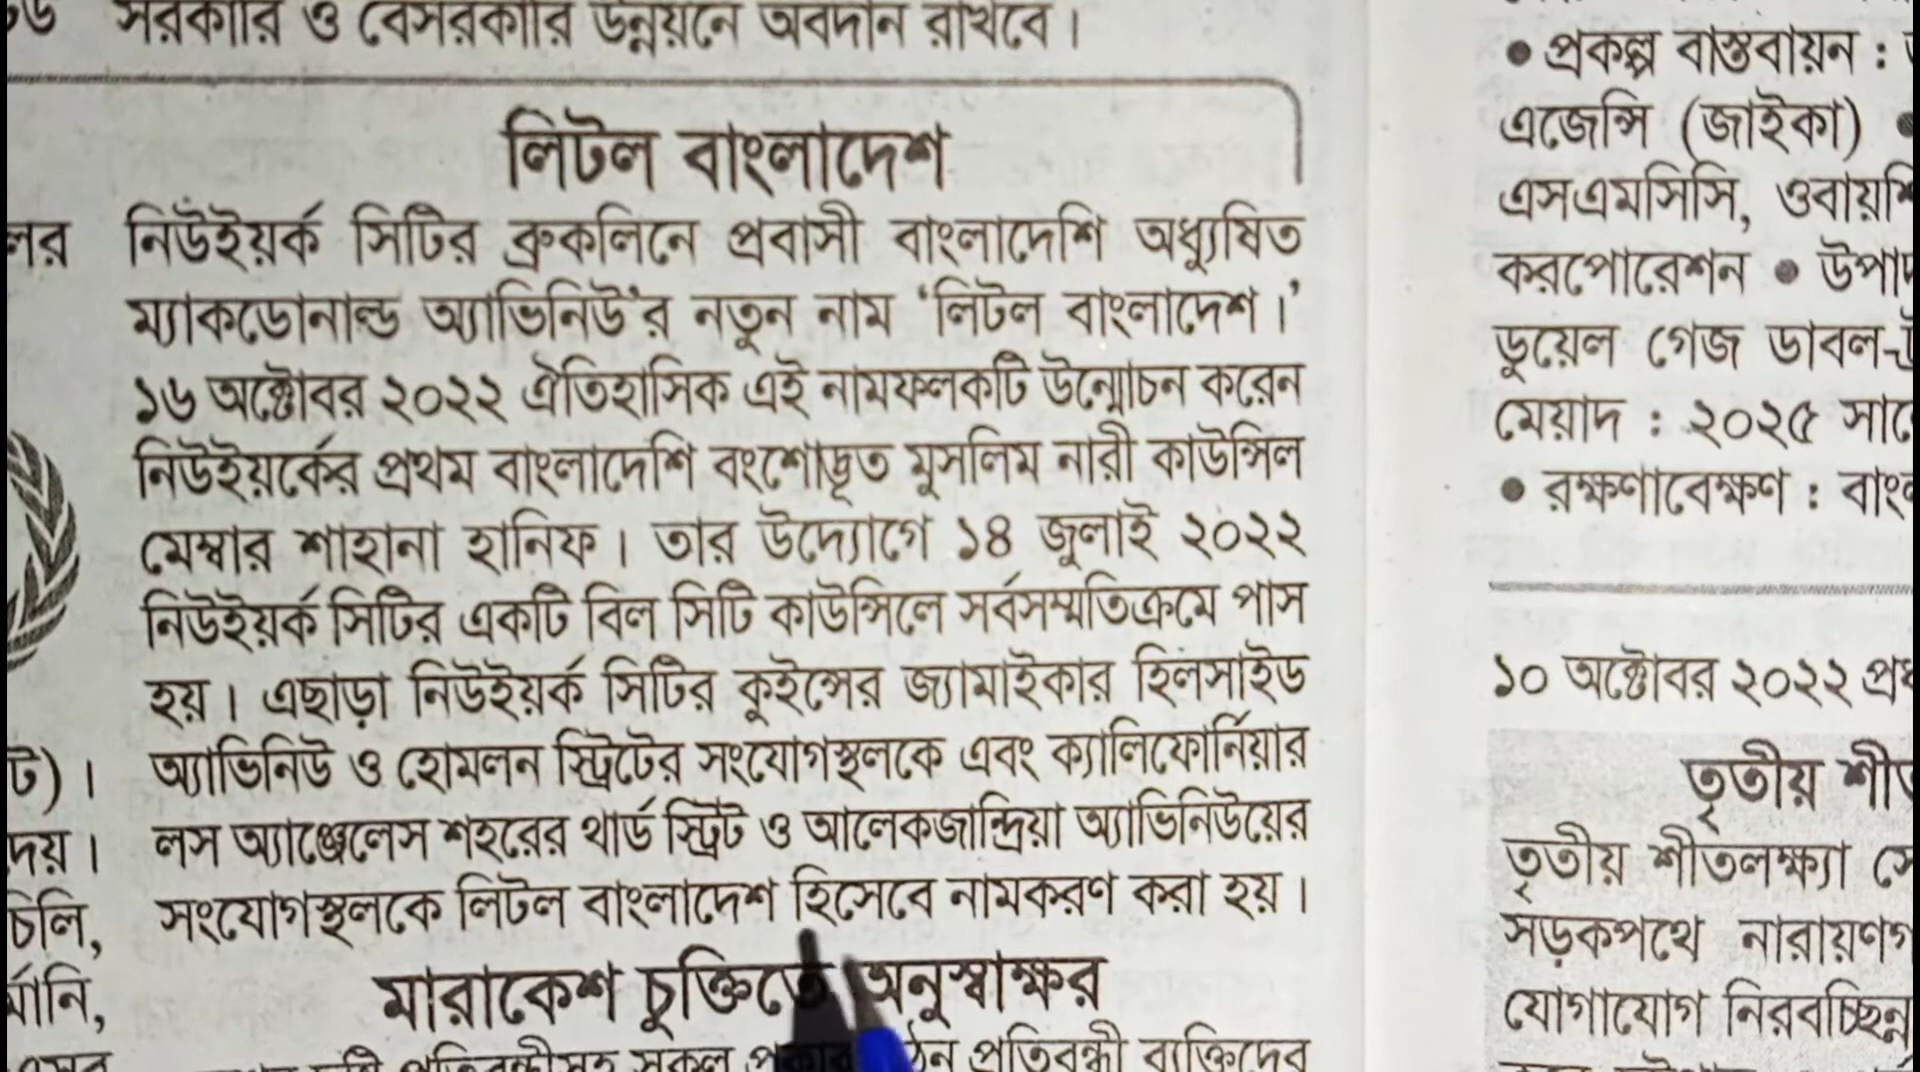 সরকারি ও বেসরকারি উন্নয়নে অবদান রাখবে।
লিটল বাংলাদেশ
নিউইয়র্ক সিটির ব্রুকলিনে প্রবাসী বাংলাদেশি অধ্যুষিত
ম্যাকডোনাল্ড অ্যাভিনিউ'র নতুন নাম 'লিটল বাংলাদেশ।'
১৬ অক্টোবর ২০২২ ঐতিহাসিক এই নামফলকটি উন্মোচন করেন
নিউইয়র্কের প্রথম বাংলাদেশি বংশোদ্ভূত মুসলিম নারী কাউন্সিল
মেম্বার শাহানা হানিফ। তার উদ্যোগে ১৪ জুলাই ২০২২
নিউইয়র্ক সিটির একটি বিল সিটি কাউন্সিলে সর্বসম্মতিক্রমে পাস
হয়। এছাড়া নিউইয়র্ক সিটির কুইন্সের জ্যামাইকার হিলসাইড
অ্যাভিনিউ ও হোমলন স্ট্রিটের সংযোগস্থলকে এবং ক্যালিফোর্নিয়ার
লস অ্যাঞ্জেলেস শহরের থার্ড স্ট্রিট ও আলেকজান্দ্রিয়া অ্যাভিনিউয়ের
সংযোগস্থলকে লিটল বাংলাদেশ হিসেবে নামকরণ করা হয়।
মারাকেশ চুক্তিতে অনুস্বাক্ষর
প্রতিবন্ধী ব্যক্তিদের
• প্রকল্প বাস্তবায়ন :
এজেন্সি (জাইকা) •
এসএমসিসি,
করপোরেশন •
ডুয়েল গেজ ডাবল-
মেয়াদ : ২০২৫
• রক্ষণাবেক্ষণ :
১০ অক্টোবর ২০২২
তৃতীয়
তৃতীয় শীতলক্ষ্যা
সড়কপথে
যোগাযোগ নিরবচ্ছিন্ন